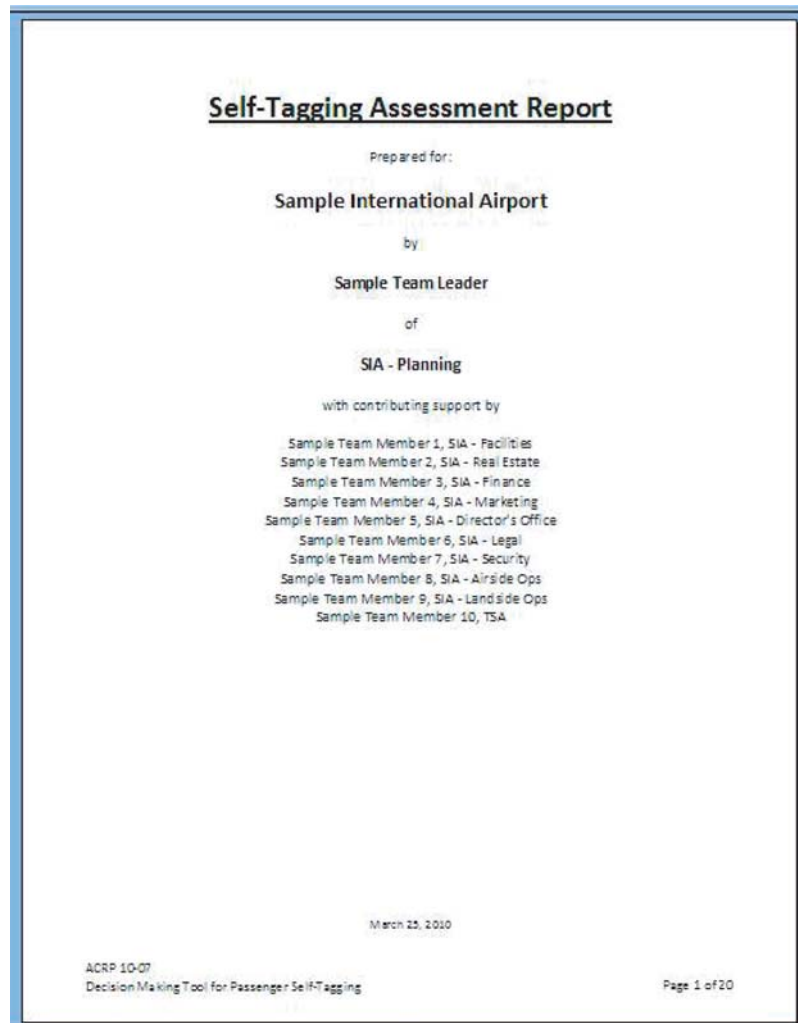 Self-Tagging Assessment Report
Prepared for:
Sample International Airport
by
Sample Team Leader
of
SIA - Planning
with contributing support by
Sample Team Member 1, SIA - Facilities
Sample Team Member 2, SIA - Real Estate
Sample Team Member 3, SIA - Finance
Sample Team Member 4, SIA - Marketing
Sample Team Member 5, SIA - Director's Office
Sample Team Member 6, SIA - Legal
Sample Team Member 7, SIA - Security
Sample Team Member 8, SIA - Airside Ops
Sample Team Member 9, SIA - Landside Ops
Sample Team Member 10, TSA
March 25, 2010
ACRP 10-07
Decision Making Tool for Passenger Self-Tagging
Page 1 of 20